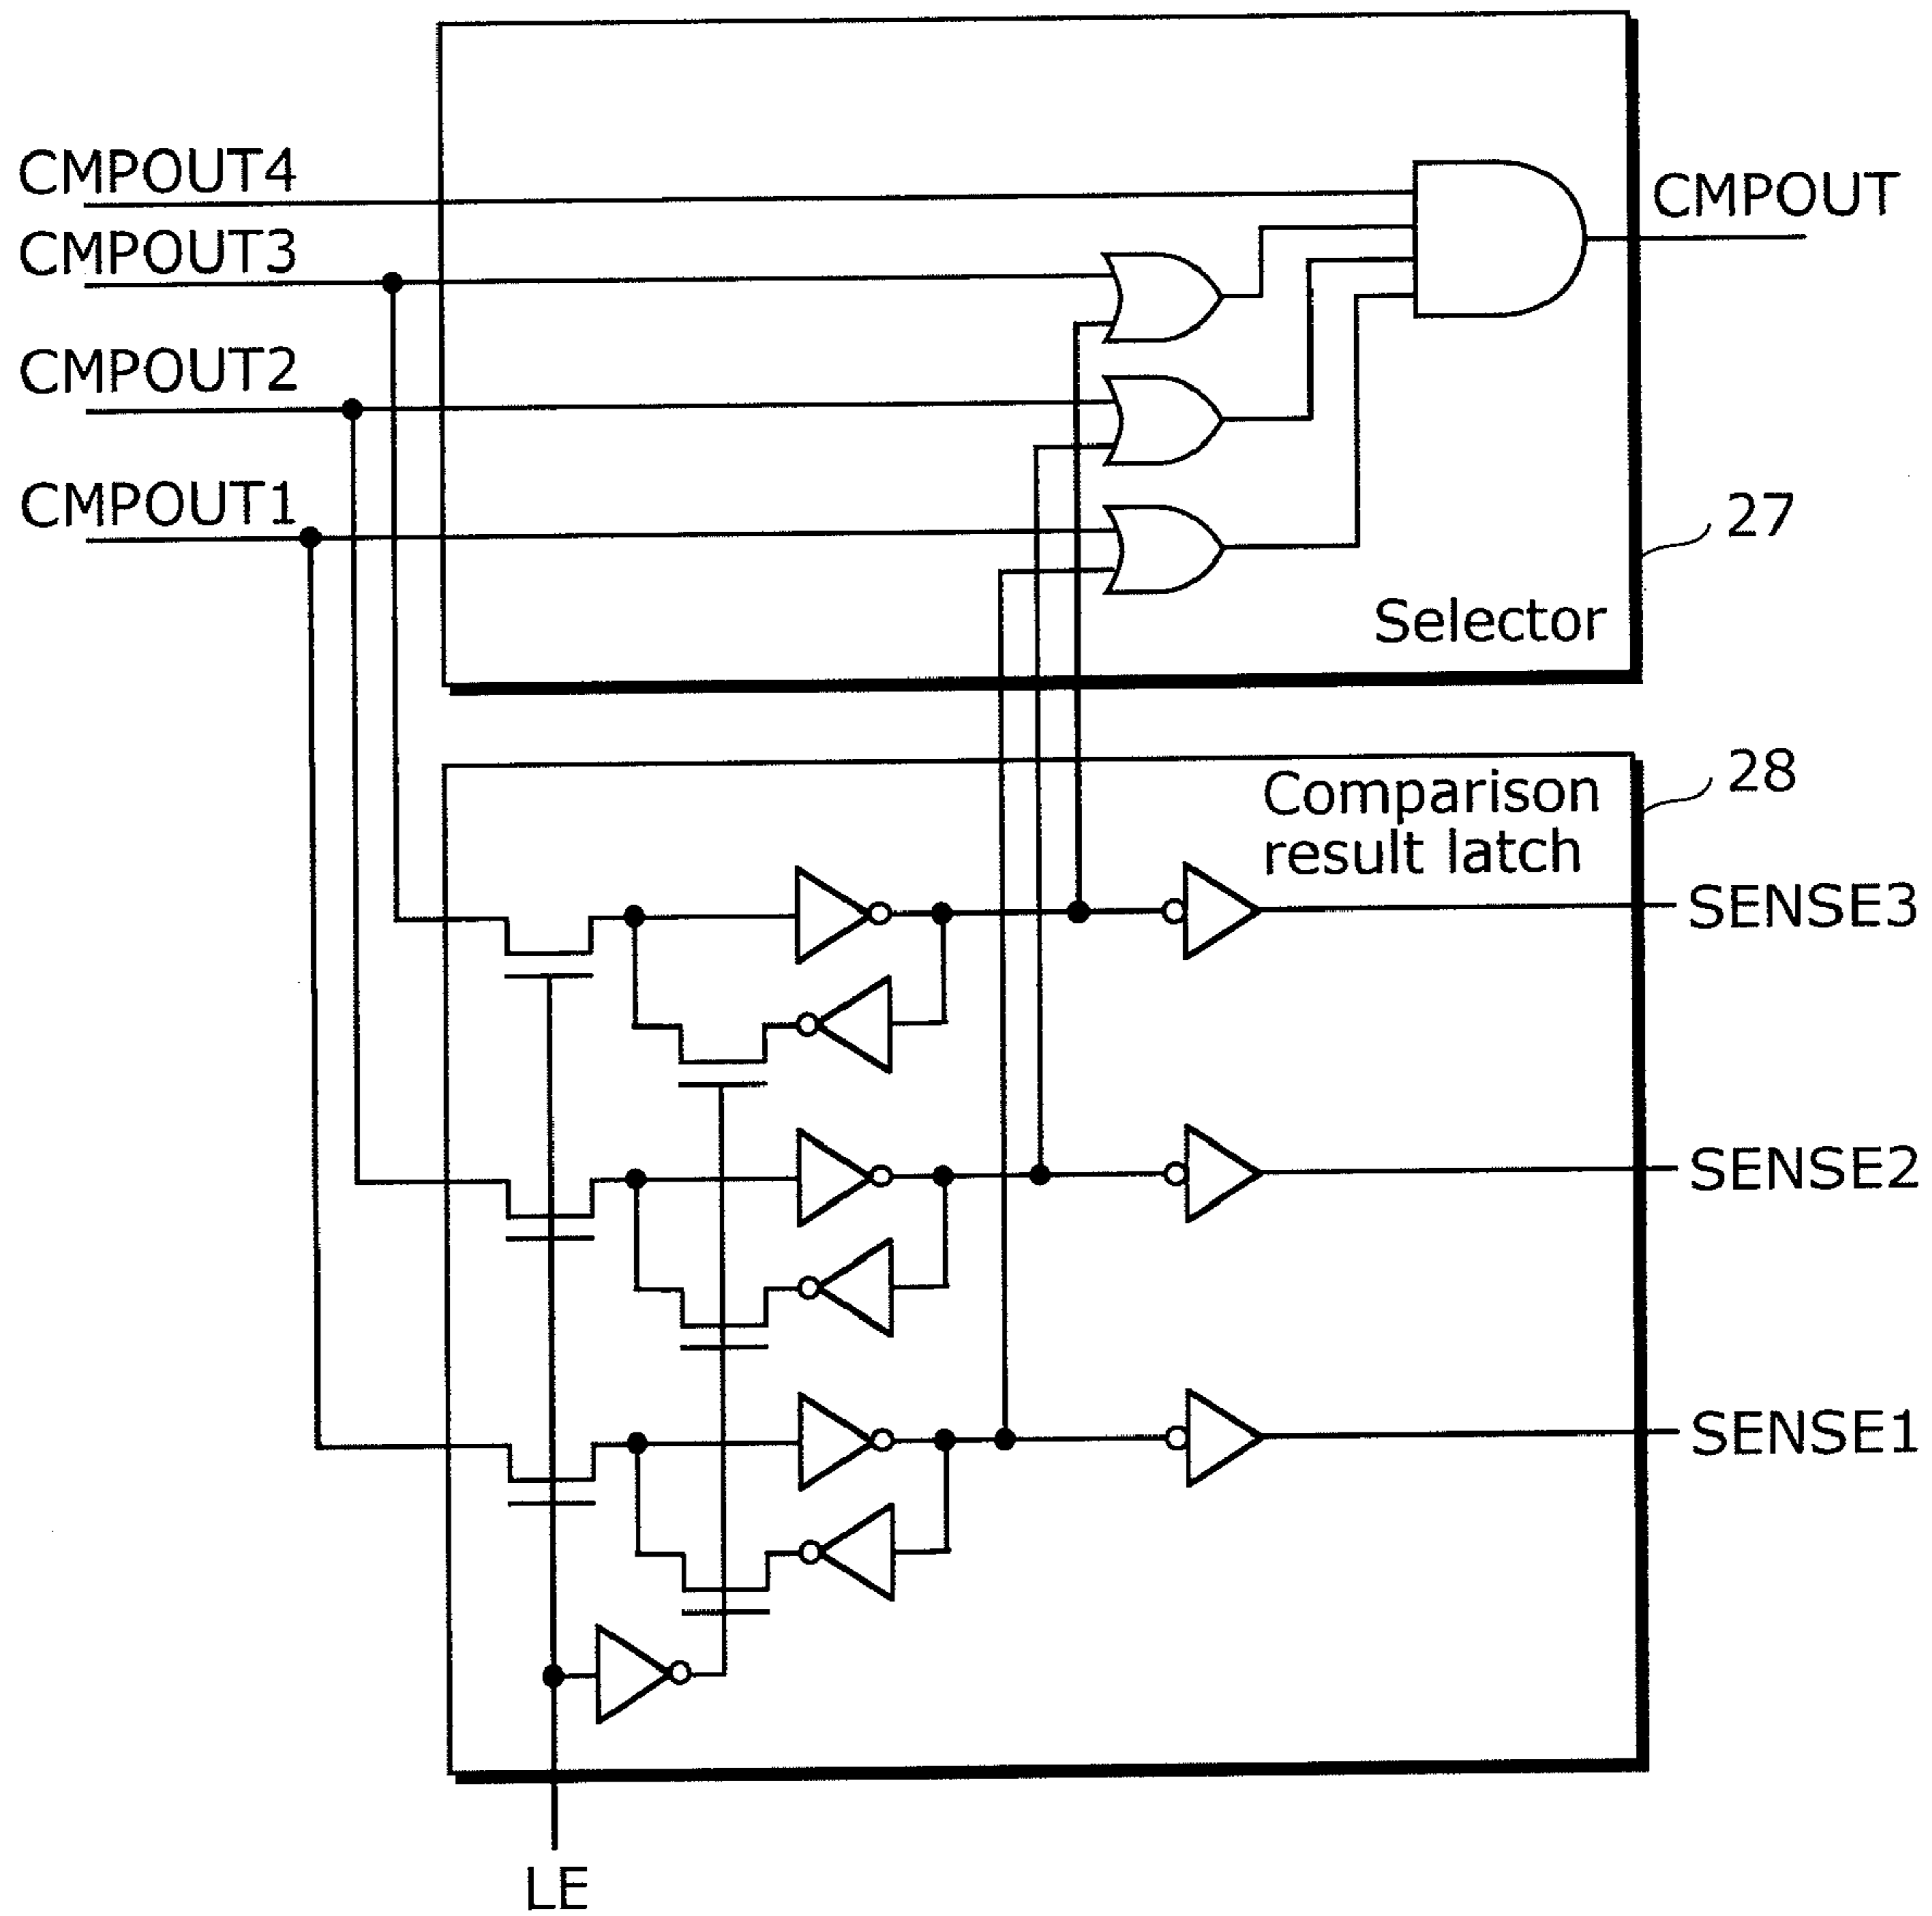 CMPOUT4
CMPOUT
CMPOUT3
CMPOUT2
CMPOUT1
27
Selector
28
Comparison
result latch
SENSE3
SENSE2
SENSE1
LE